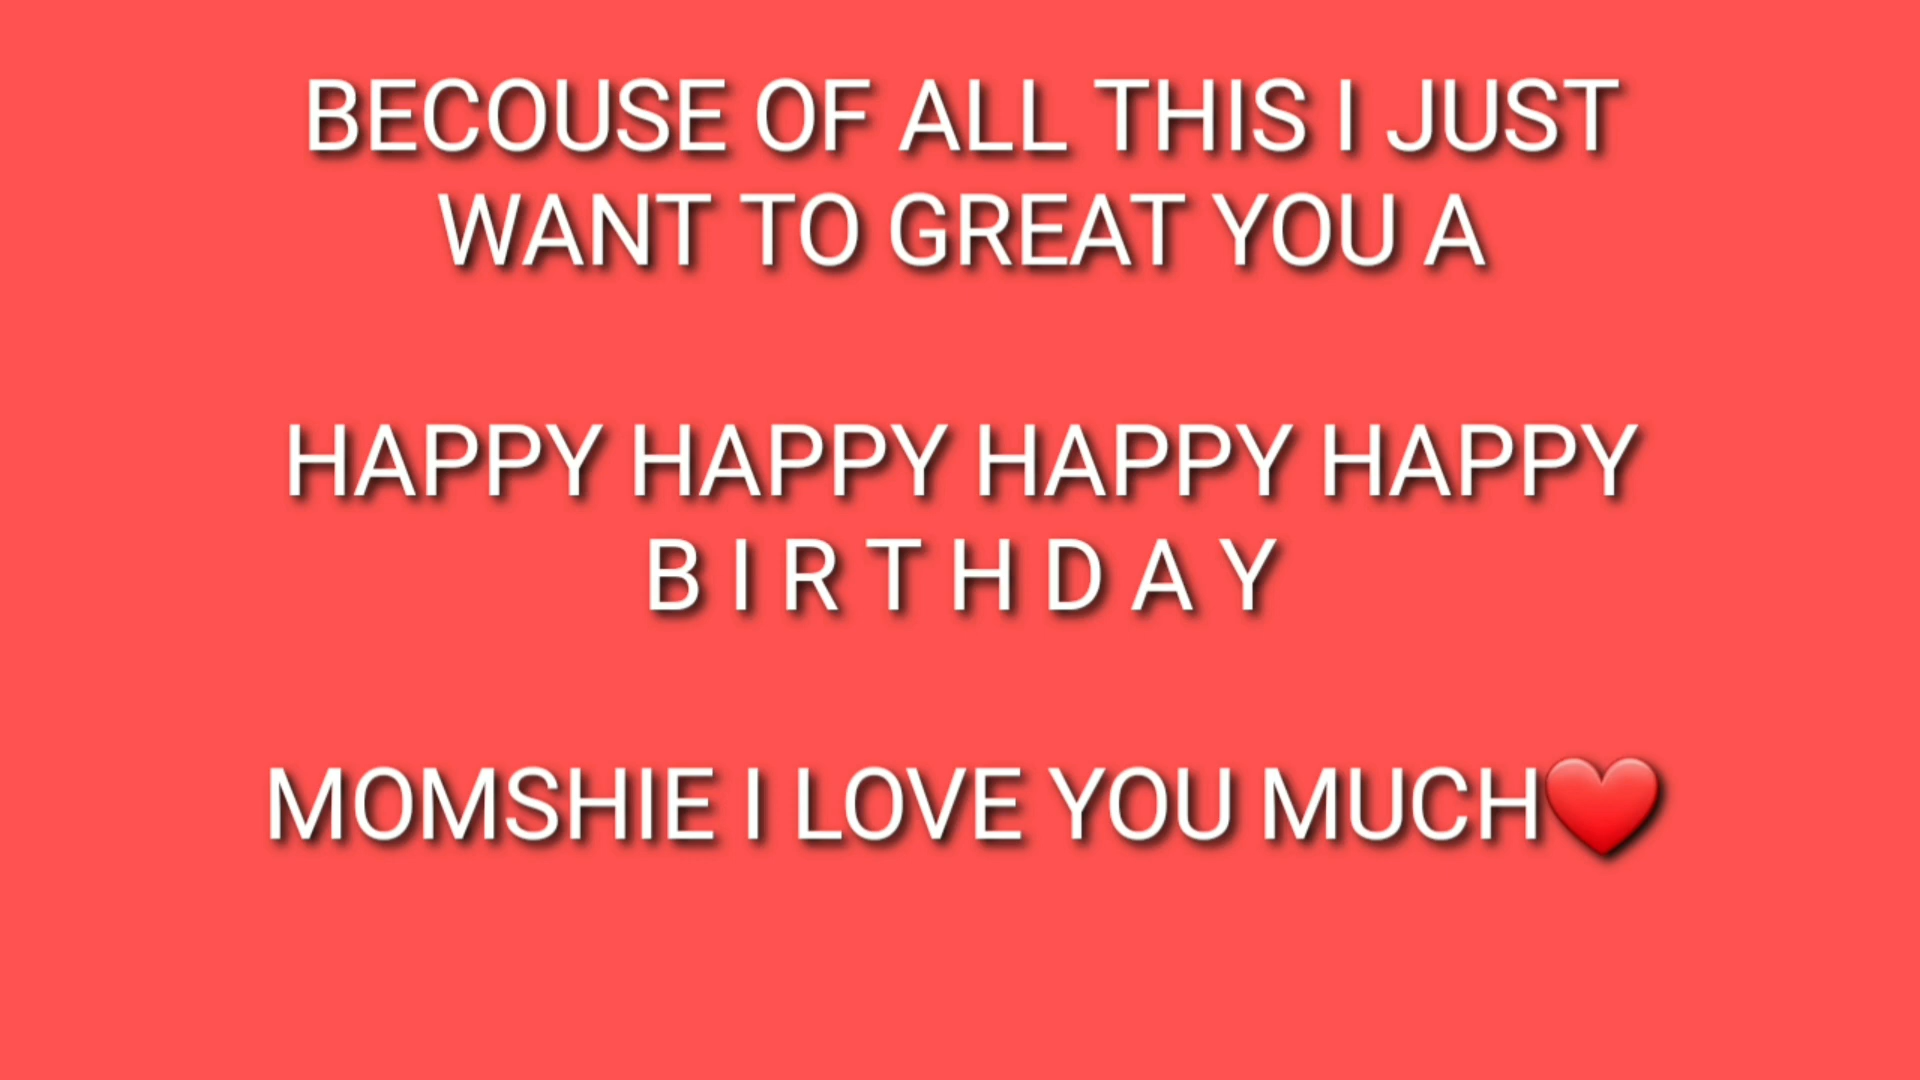 BECOUSE OF ALL THIS I JUST
WANT TO GREAT YOU A
HAPPY HAPPY HAPPY HAPPY
B I R T H D A Y
MOMSHIE I LOVE YOU MUCH❤️